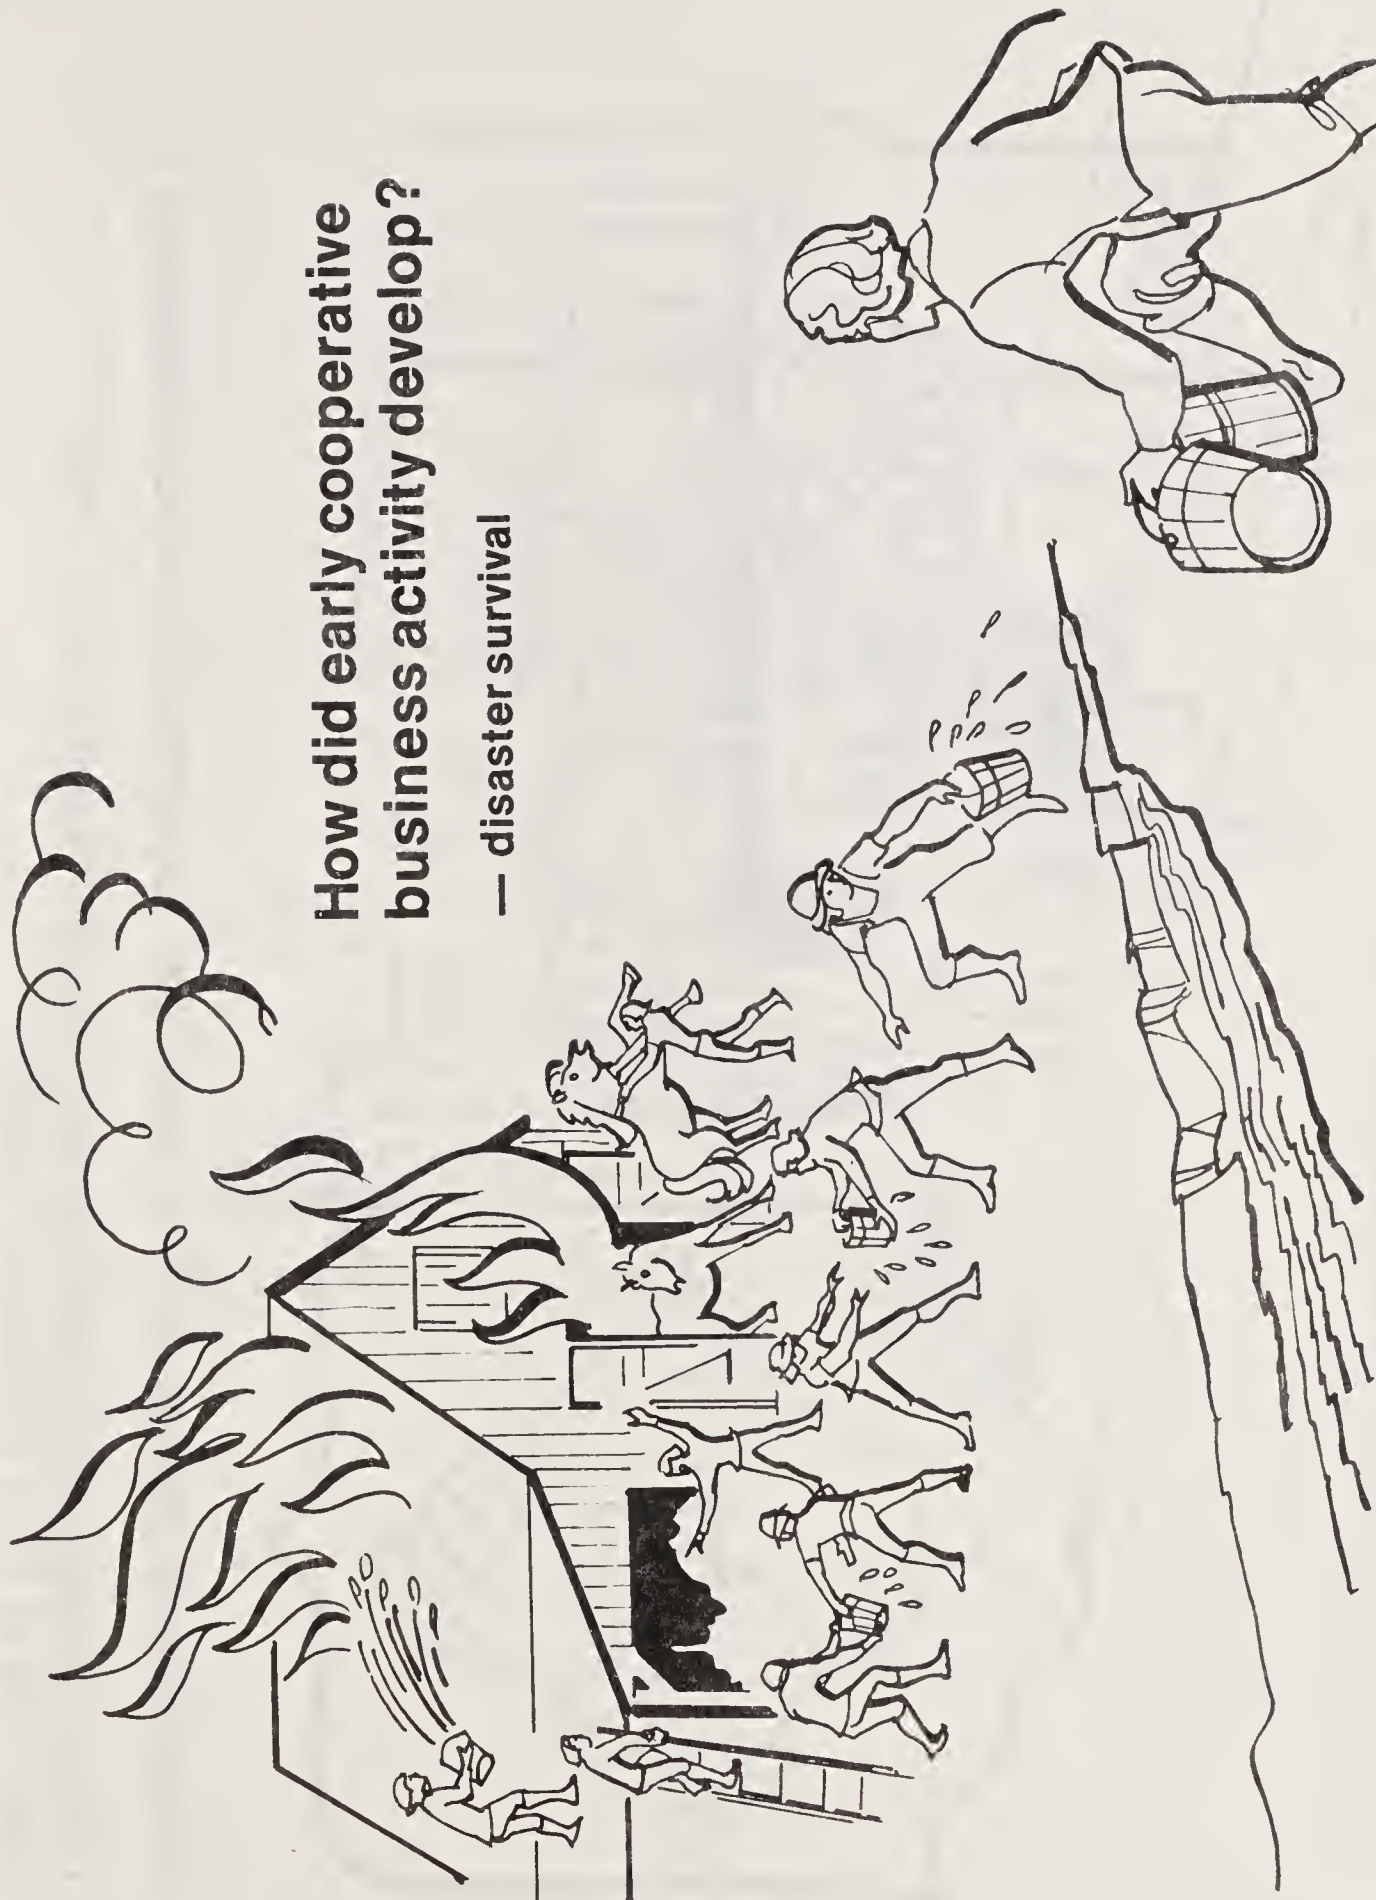 How did early cooperative
business activity develop?
— disaster survival